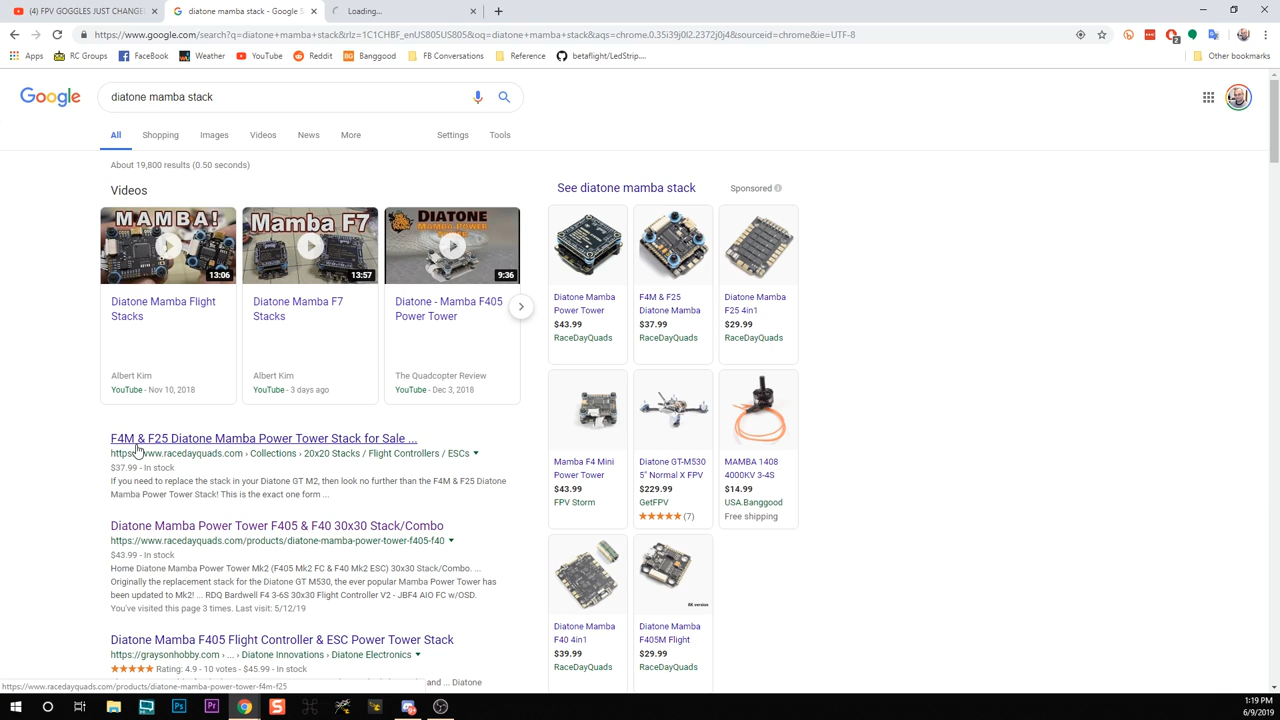 (4) FPV GOGGLES JUST CHANGE
diatone mamba stack - Google S
Loading...
https://www.google.com/search?q=diatone+mamba+stack&rlz=1C1CHBF_enUS805US805&oq=diatone+mamba+stack&aqs=chrome.0.35i39j0l2.2372j0j4&sourceid=chrome&ie=UTF-8
Apps
RC Groups
FaceBook
Weather
YouTube
Reddit
Banggood
FB Conversations
Reference
betaflight/LedStrip....
Other bookmarks
Google
diatone mamba stack
All
Shopping
Images
Videos
News
More
Settings
Tools
About 19,800 results (0.50 seconds)
Videos
MAMBA!
13:06
Diatone Mamba Flight
Stacks
Albert Kim
YouTube - Nov 10, 2018
Mamba F7
13:57
Diatone Mamba F7
Stacks
Albert Kim
YouTube - 3 days ago
DIATONE
9:36
Diatone - Mamba F405
Power Tower
The Quadcopter Review
YouTube - Dec 3, 2018
F4M & F25 Diatone Mamba Power Tower Stack for Sale ...
https://www.racedayquads.com › Collections › 20x20 Stacks / Flight Controllers / ESCs
$37.99 - In stock
If you need to replace the stack in your Diatone GT M2, then look no further than the F4M & F25 Diatone
Mamba Power Tower Stack! This is the exact one form ...
Diatone Mamba Power Tower F405 & F40 30x30 Stack/Combo
https://www.racedayquads.com/products/diatone-mamba-power-tower-f405-f40
$43.99 - In stock
Home Diatone Mamba Power Tower Mk2 (F405 Mk2 FC & F40 Mk2 ESC) 30x30 Stack/Combo. ...
Originally the replacement stack for the Diatone GT M530, the ever popular Mamba Power Tower has
been updated to Mk2! ... RDQ Bardwell F4 3-6S 30x30 Flight Controller V2 - JBF4 AIO FC w/OSD.
You've visited this page 3 times. Last visit: 5/12/19
Diatone Mamba F405 Flight Controller & ESC Power Tower Stack
https://graysonhobby.com › ... › Diatone Innovations › Diatone Electronics
Rating: 4.9 - 10 votes - $45.99 - In stock
Diatone
See diatone mamba stack
Sponsored
Diatone Mamba
Power Tower
$43.99
RaceDayQuads
F4M & F25
Diatone Mamba
$37.99
RaceDayQuads
Diatone Mamba
F25 4in1
$29.99
RaceDayQuads
Mamba F4 Mini
Power Tower
$43.99
FPV Storm
Diatone GT-M530
5" Normal X FPV
$229.99
GetFPV
(7)
MAMBA 1408
4000KV 3-4S
$14.99
USA.Banggood
Free shipping
Diatone Mamba
F40 4in1
$39.99
RaceDayQuads
Diatone Mamba
F405M Flight
$29.99
RaceDayQuads
https://www.racedayquads.com/products/diatone-mamba-power-tower-f4m-f25
1:19 PM
6/9/2019